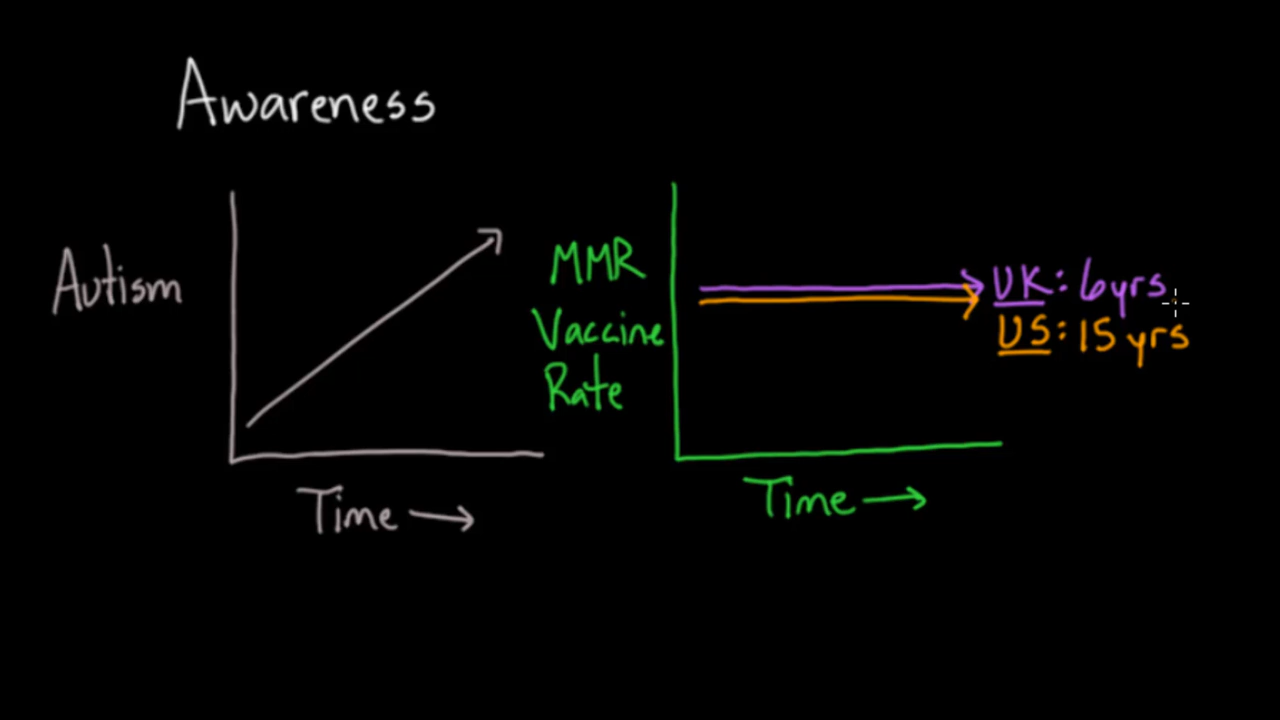 Awareness
Autism
Time
MMR
Vaccine
Rate
UK: 6yrs
US: 15 yrs
Time